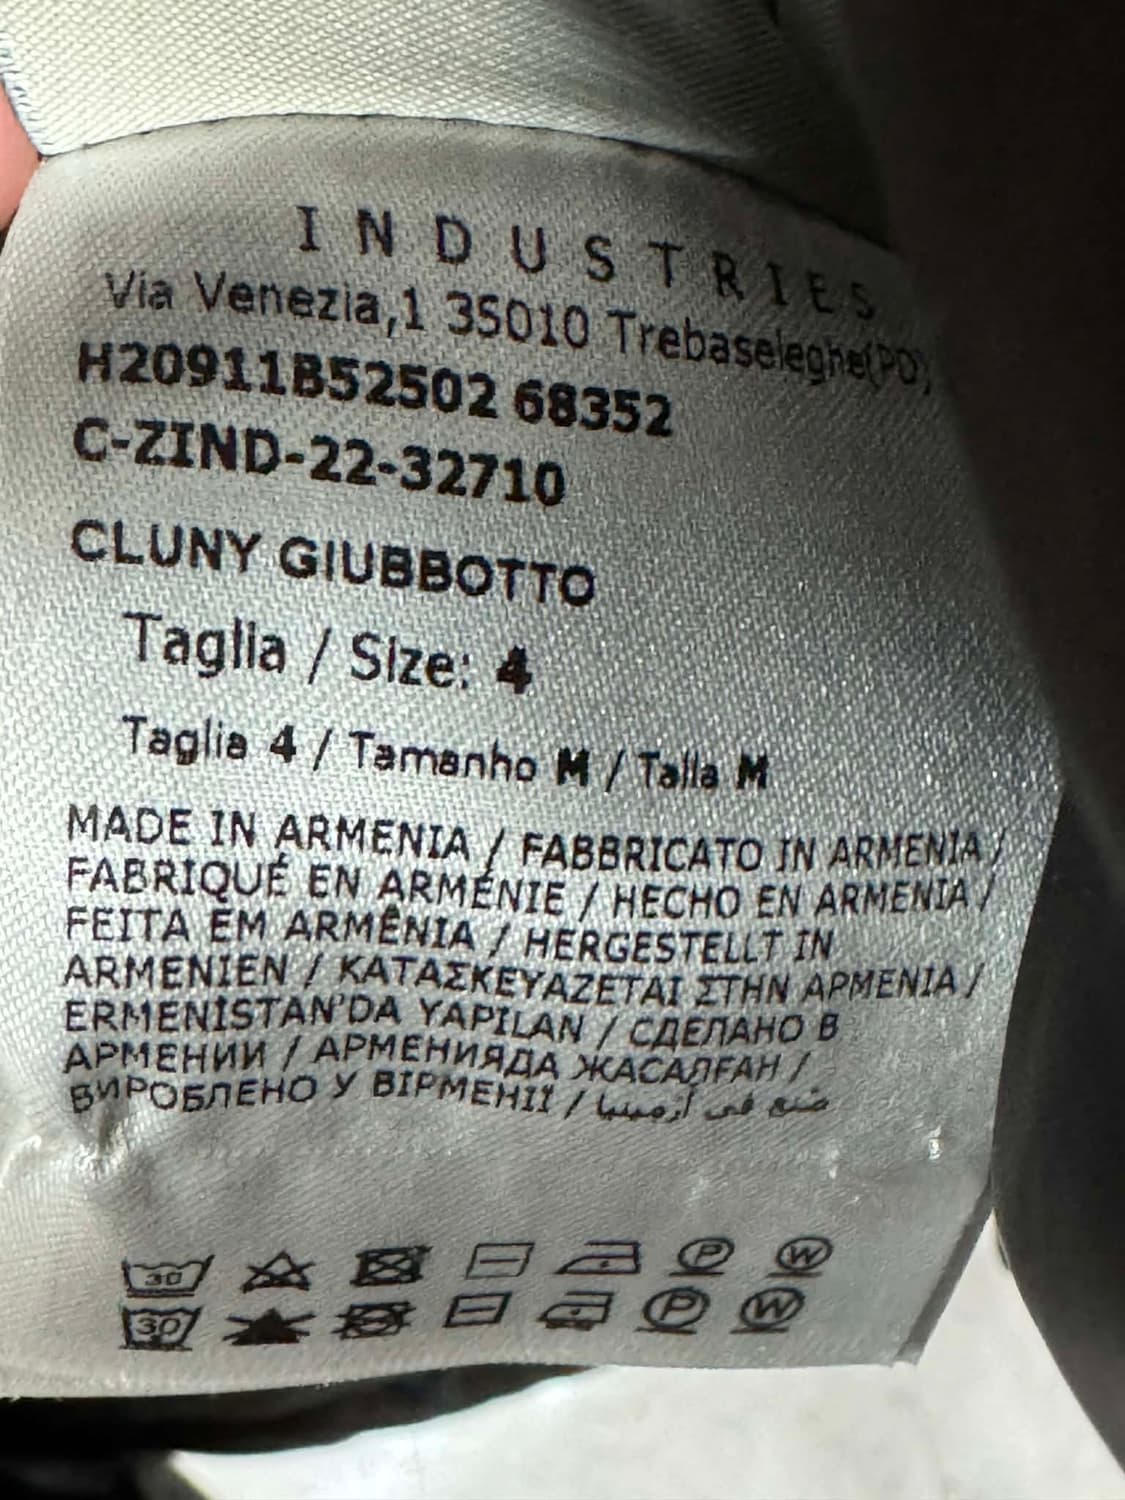 INDUSTRIES
Via Venezia,1 35010 Trebaseleghe(PD)
H20911B52502 68352
C-ZIND-22-32710
CLUNY GIUBBOTTO
Taglia / Size: 4
Taglia 4 / Tamanho M / Talla M
MADE IN ARMENIA / FABBRICATO IN ARMENIA /
FABRIQUÉ EN ARMÉNIE / HECHO EN ARMENIA /
FEITA EM ARMÊNIA / HERGESTELLT IN
ARMENIEN / ΚΑΤΑΣΚΕΥΑΖΕΤΑΙ ΣΤΗΝ ΑΡΜΕΝΙΑ /
ERMENISTAN'DA YAPILAN / СДЕЛАНО В
АРМЕНИИ / АРМЕНИЯДА ЖАСАЛҒАН /
ВИРОБЛЕНО У ВІРМЕНІЇ / صنع في أرمينيا
30 P W
30 P W